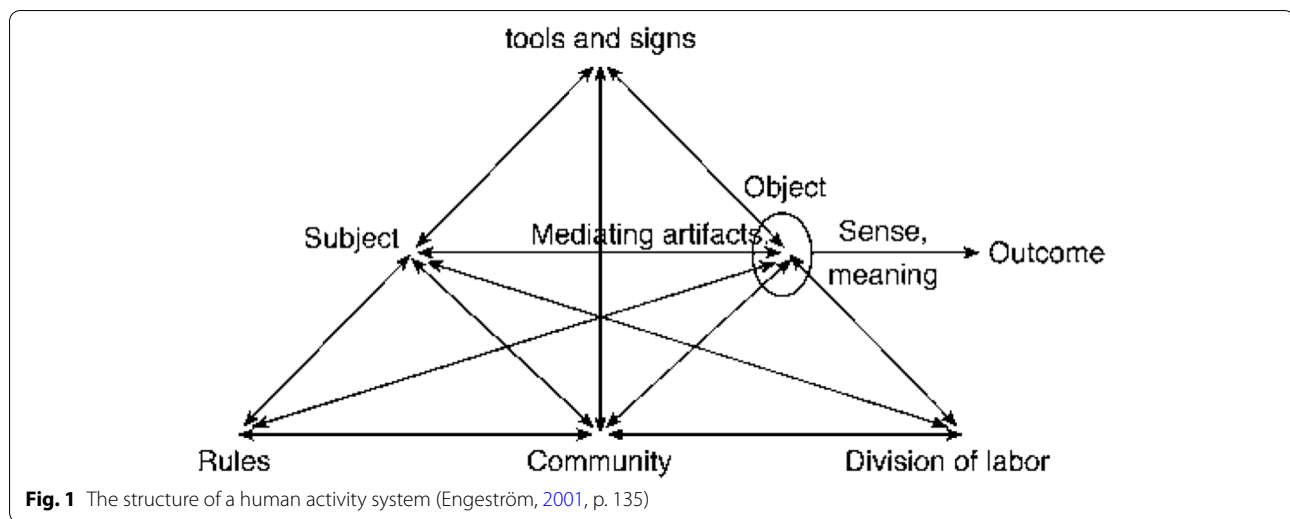 tools and signs
Object
Subject
Mediating artifacts
Sense,
meaning
Outcome
Rules
Community
Division of labor
Fig. 1 The structure of a human activity system (Engeström, 2001, p. 135)